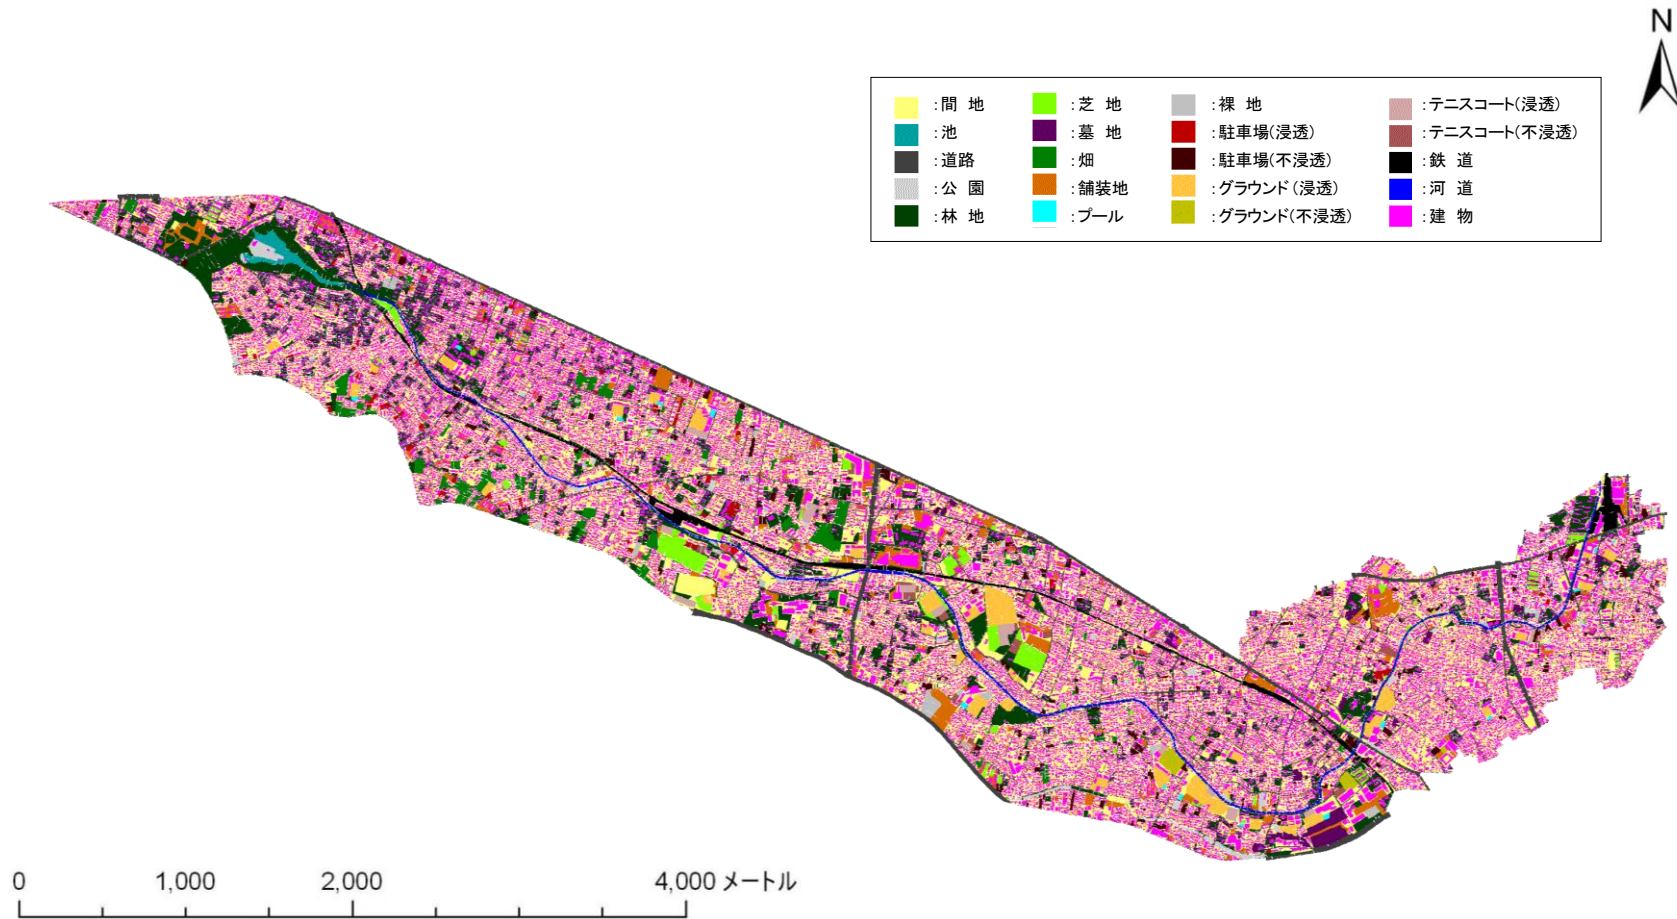 N
:間 地 :芝 地 :裸 地 :テニスコート(浸透)
:池 :墓 地 :駐車場(浸透) :テニスコート(不浸透)
:道路 :畑 :駐車場(不浸透) :鉄 道
:公 園 :舗装地 :グラウンド(浸透) :河 道
:林 地 :プール :グラウンド(不浸透) :建 物
0 1,000 2,000 4,000 メートル